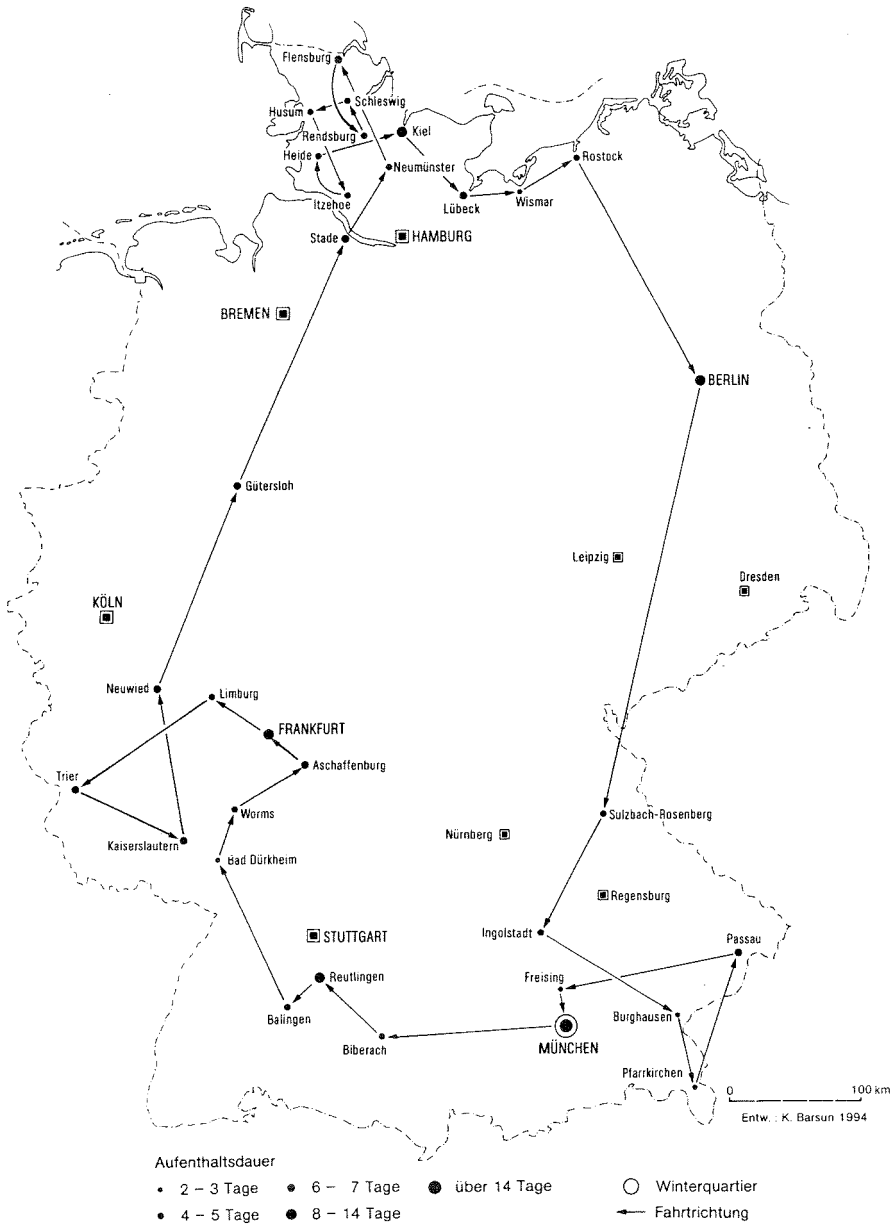 Flensburg
Schleswig
Husum
Kiel
Rendsburg
Heide
Neumünster
Rostock
Itzehoe
Lübeck
Wismar
Stade
HAMBURG
BREMEN
BERLIN
Gütersloh
Leipzig
Dresden
KÖLN
Neuwied
Limburg
FRANKFURT
Aschaffenburg
Trier
Worms
Sulzbach-Rosenberg
Kaiserslautern
Nürnberg
Bad Dürkheim
Regensburg
STUTTGART
Ingolstadt
Passau
Reutlingen
Freising
Balingen
Burghausen
Biberach
MÜNCHEN
Pfarrkirchen
0 100 km
Entw. : K. Barsun 1994
Aufenthaltsdauer
2 – 3 Tage 6 – 7 Tage über 14 Tage Winterquartier
4 – 5 Tage 8 – 14 Tage Fahrtrichtung